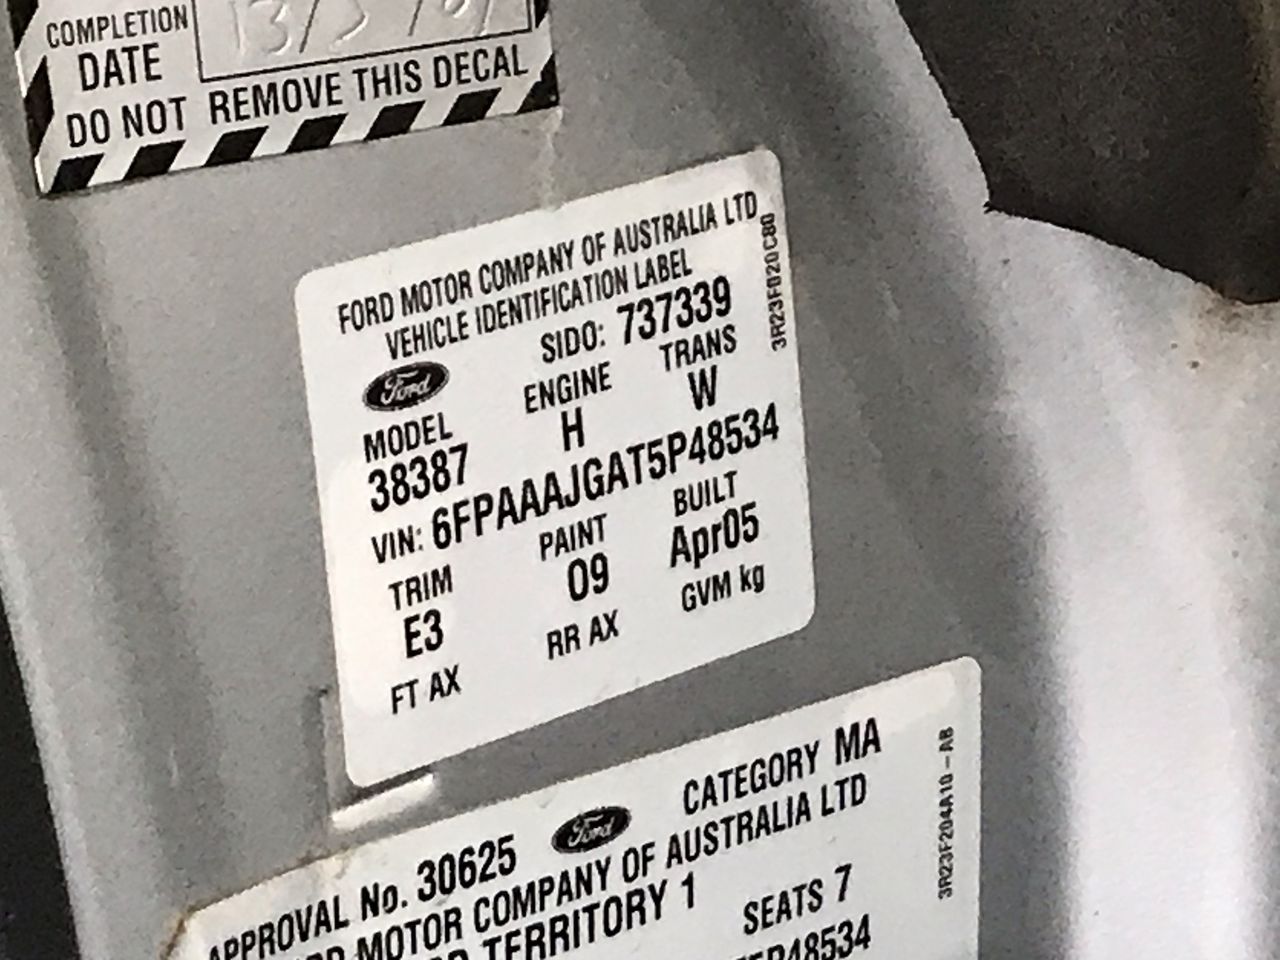 COMPLETION
DATE
DO NOT REMOVE THIS DECAL
FORD MOTOR COMPANY OF AUSTRALIA LTD
VEHICLE IDENTIFICATION LABEL
SIDO: 737339
Ford
MODEL ENGINE TRANS
38387 H W
VIN: 6FPAAAJGAT5P48534
TRIM PAINT BUILT
E3 09 Apr05
FT AX RR AX GVM kg
3R23F020C80
APPROVAL No. 30625 Ford CATEGORY MA
FORD MOTOR COMPANY OF AUSTRALIA LTD
TERRITORY 1 SEATS 7
5P48534
3R23F204A10-AB